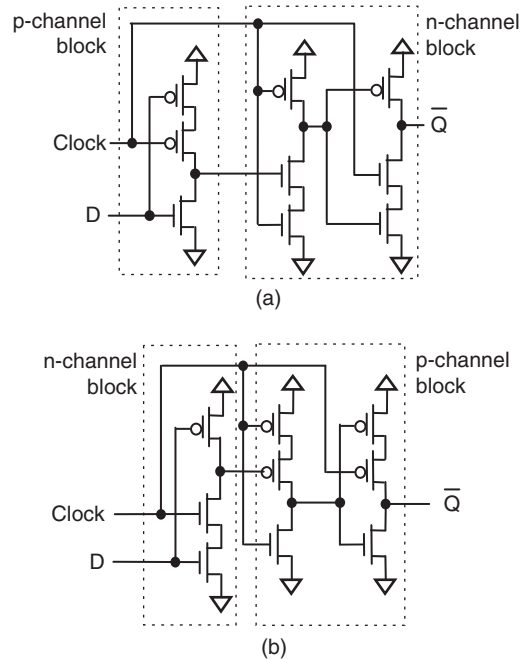 p-channel
block
n-channel
block
Clock
D
Q
(a)
n-channel
block
p-channel
block
Clock
D
Q
(b)